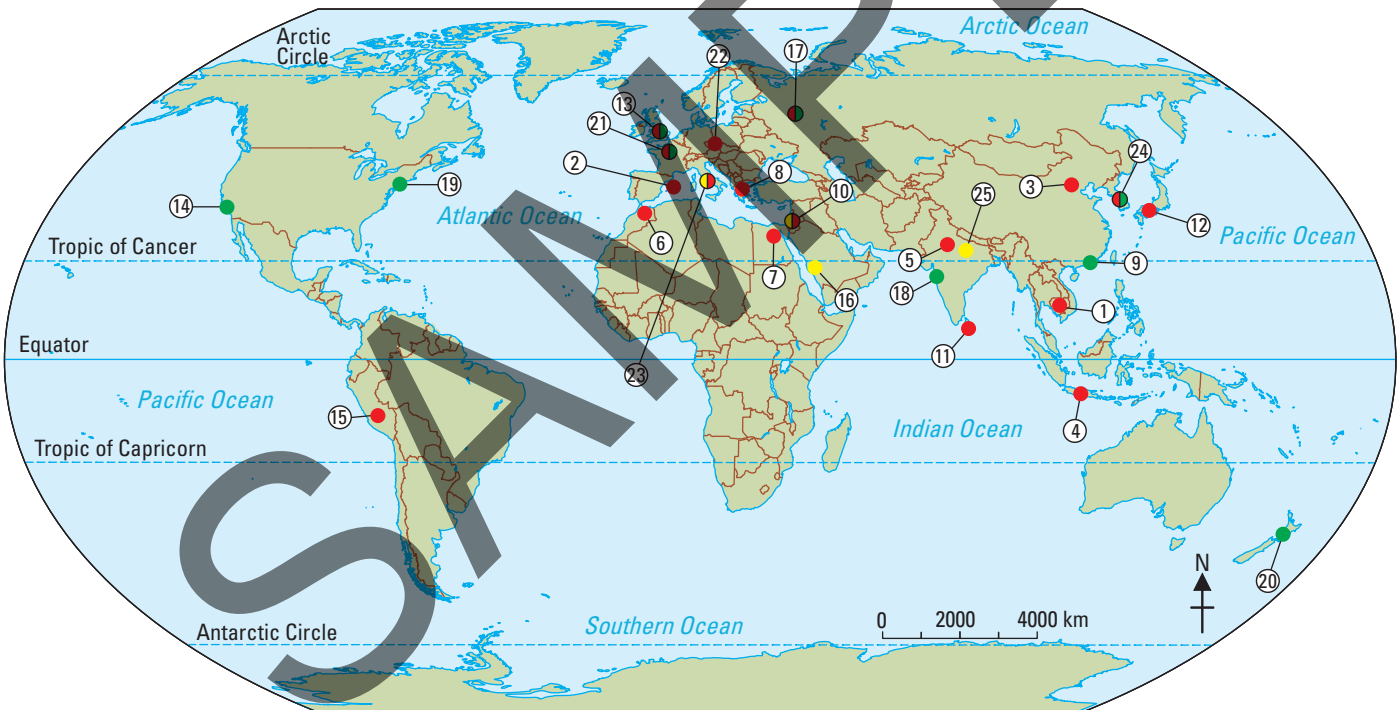 Arctic Ocean
Arctic
Circle
22
17
13
21
24
2
8
3
25
19
10
14
Atlantic Ocean
6
12
Pacific Ocean
Tropic of Cancer
5
9
7
18
16
1
Equator
11
23
Pacific Ocean
15
Indian Ocean
4
Tropic of Capricorn
N
20
0 2000 4000 km
Southern Ocean
Antarctic Circle
SAMP